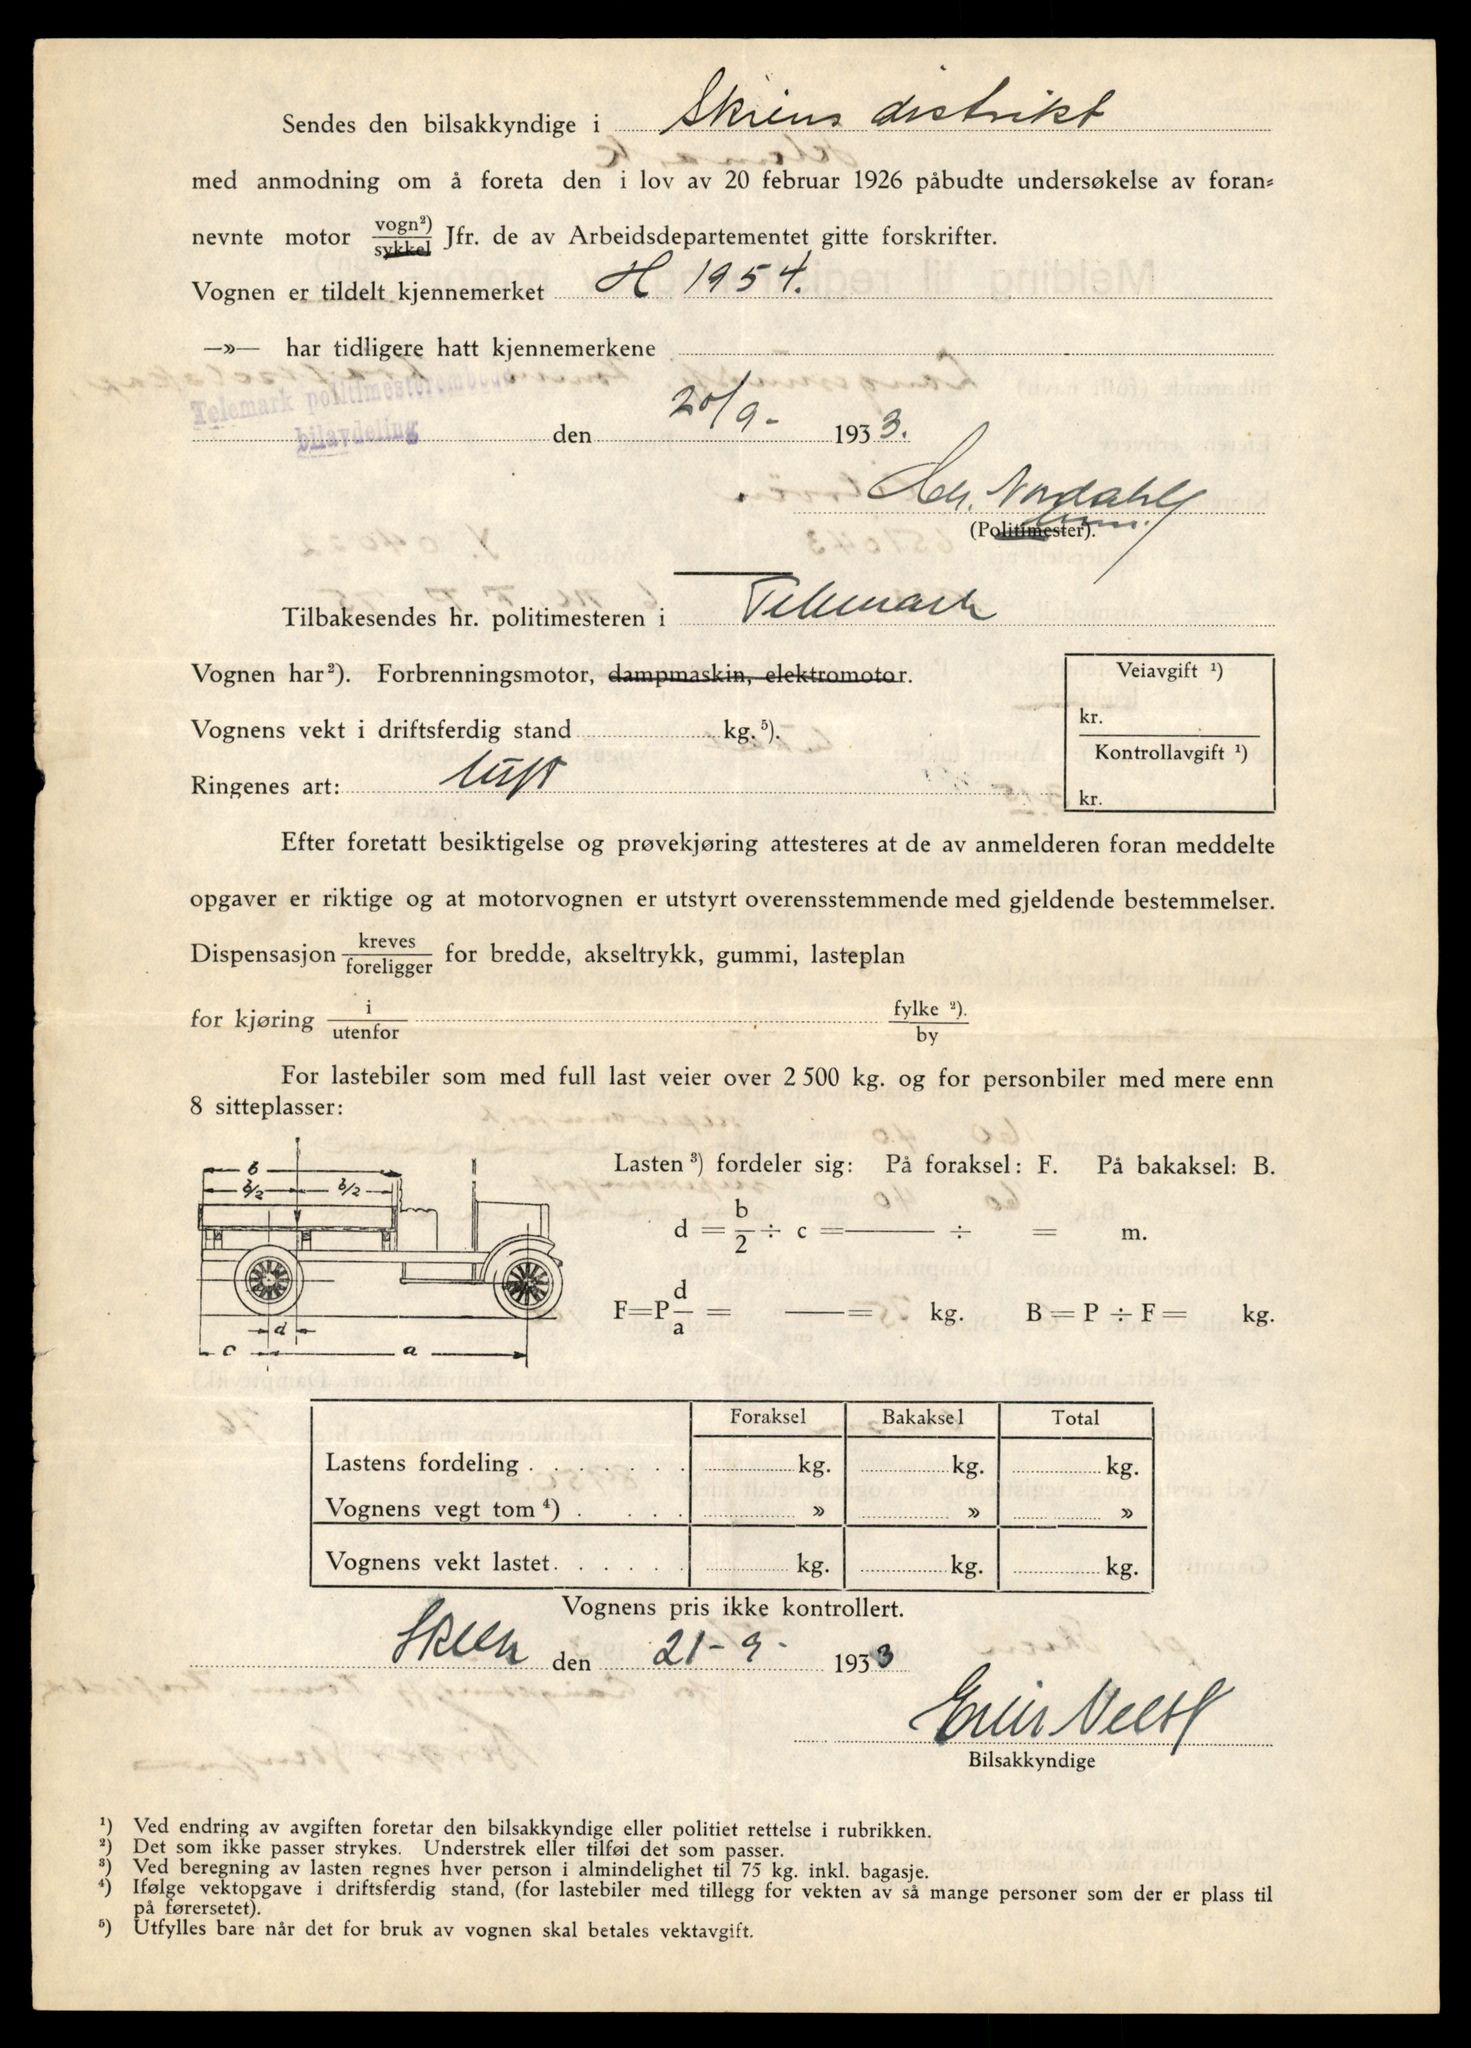 Sendes den bilsakkyndige i Skiens distrikt
med anmodning om å foreta den i lov av 20 februar 1926 påbudte undersøkelse av foran=
nevnte motor vogn²)/sykkel Jfr. de av Arbeidsdepartementet gitte forskrifter.
Vognen er tildelt kjennemerket H 1954.
—»— har tidligere hatt kjennemerkene
Telemark politimesterembede
bilavdeling
den 20/9- 1933.
Nordahl
(Politimester).
Tilbakesendes hr. politimesteren i Telemark
Vognen har²). Forbrenningsmotor, dampmaskin, elektromotor.
Veiavgift ¹)
kr.
Vognens vekt i driftsferdig stand kg.⁵).
Kontrollavgift ¹)
kr.
Ringenes art: luft
Efter foretatt besiktigelse og prøvekjøring attesteres at de av anmelderen foran meddelte
opgaver er riktige og at motorvognen er utstyrt overensstemmende med gjeldende bestemmelser.
Dispensasjon kreves/foreligger for bredde, akseltrykk, gummi, lasteplan
for kjøring i/utenfor fylke ²)./by
For lastebiler som med full last veier over 2 500 kg. og for personbiler med mere enn
8 sitteplasser:
b
b/2 b/2
d
c a
Lasten³) fordeler sig: På foraksel: F. På bakaksel: B.
d = b/2 ÷ c = —— ÷ = m.
F=P d/a = —— = kg. B = P ÷ F = kg.
Foraksel Bakaksel Total
Lastens fordeling . . . . . . . kg. kg. kg.
Vognens vegt tom ⁴) . . . . » » »
Vognens vekt lastet. . . . . . kg. kg. kg.
Vognens pris ikke kontrollert.
Skien den 21-9- 1933
Bilsakkyndige
¹) Ved endring av avgiften foretar den bilsakkyndige eller politiet rettelse i rubrikken.
²) Det som ikke passer strykes. Understrek eller tilføi det som passer.
³) Ved beregning av lasten regnes hver person i almindelighet til 75 kg. inkl. bagasje.
⁴) Ifølge vektopgave i driftsferdig stand, (for lastebiler med tillegg for vekten av så mange personer som der er plass til
på førersetet).
⁵) Utfylles bare når det for bruk av vognen skal betales vektavgift.